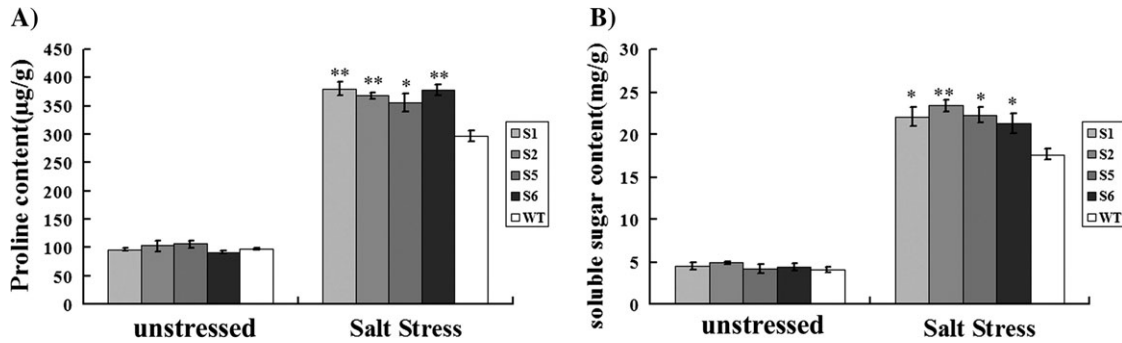 A)
Proline content(μg/g)
450
400
350
300
250
200
150
100
50
0
** ** * **
unstressed Salt Stress
S1
S2
S5
S6
WT
B)
soluble sugar content(mg/g)
30
25
20
15
10
5
0
* ** * *
unstressed Salt Stress
S1
S2
S5
S6
WT